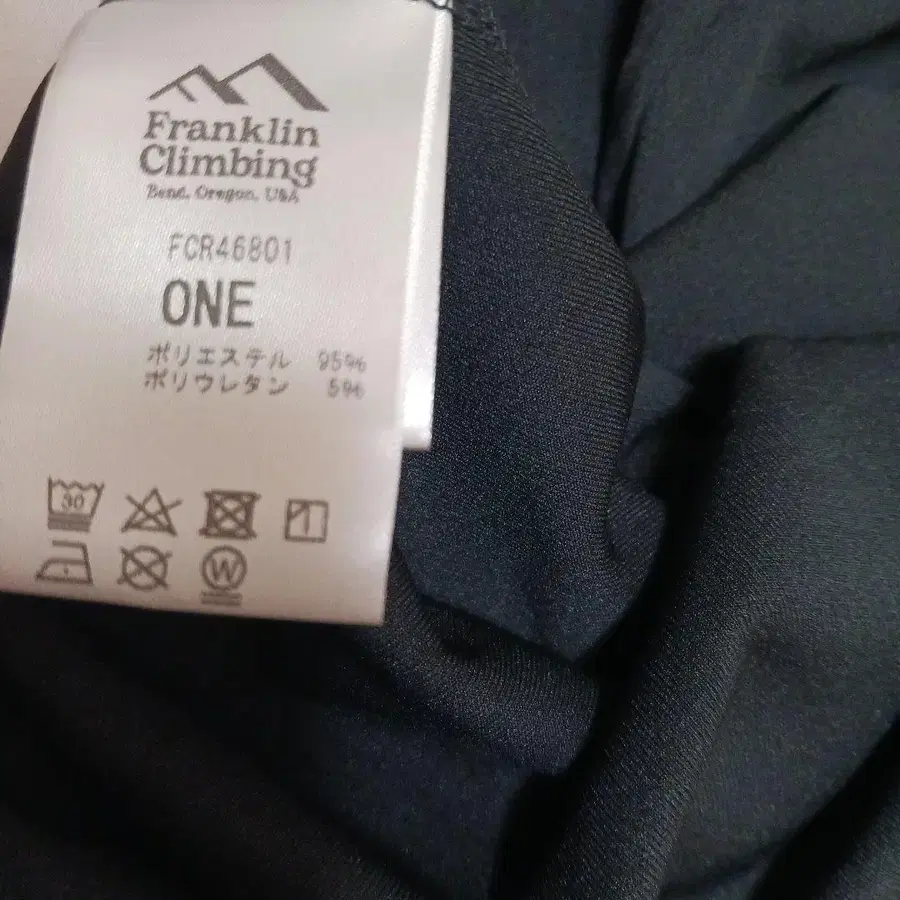 Franklin
Climbing
Bend, Oregon, USA
FCR46801
ONE
ポリエステル 95%
ポリウレタン 5%
30
W